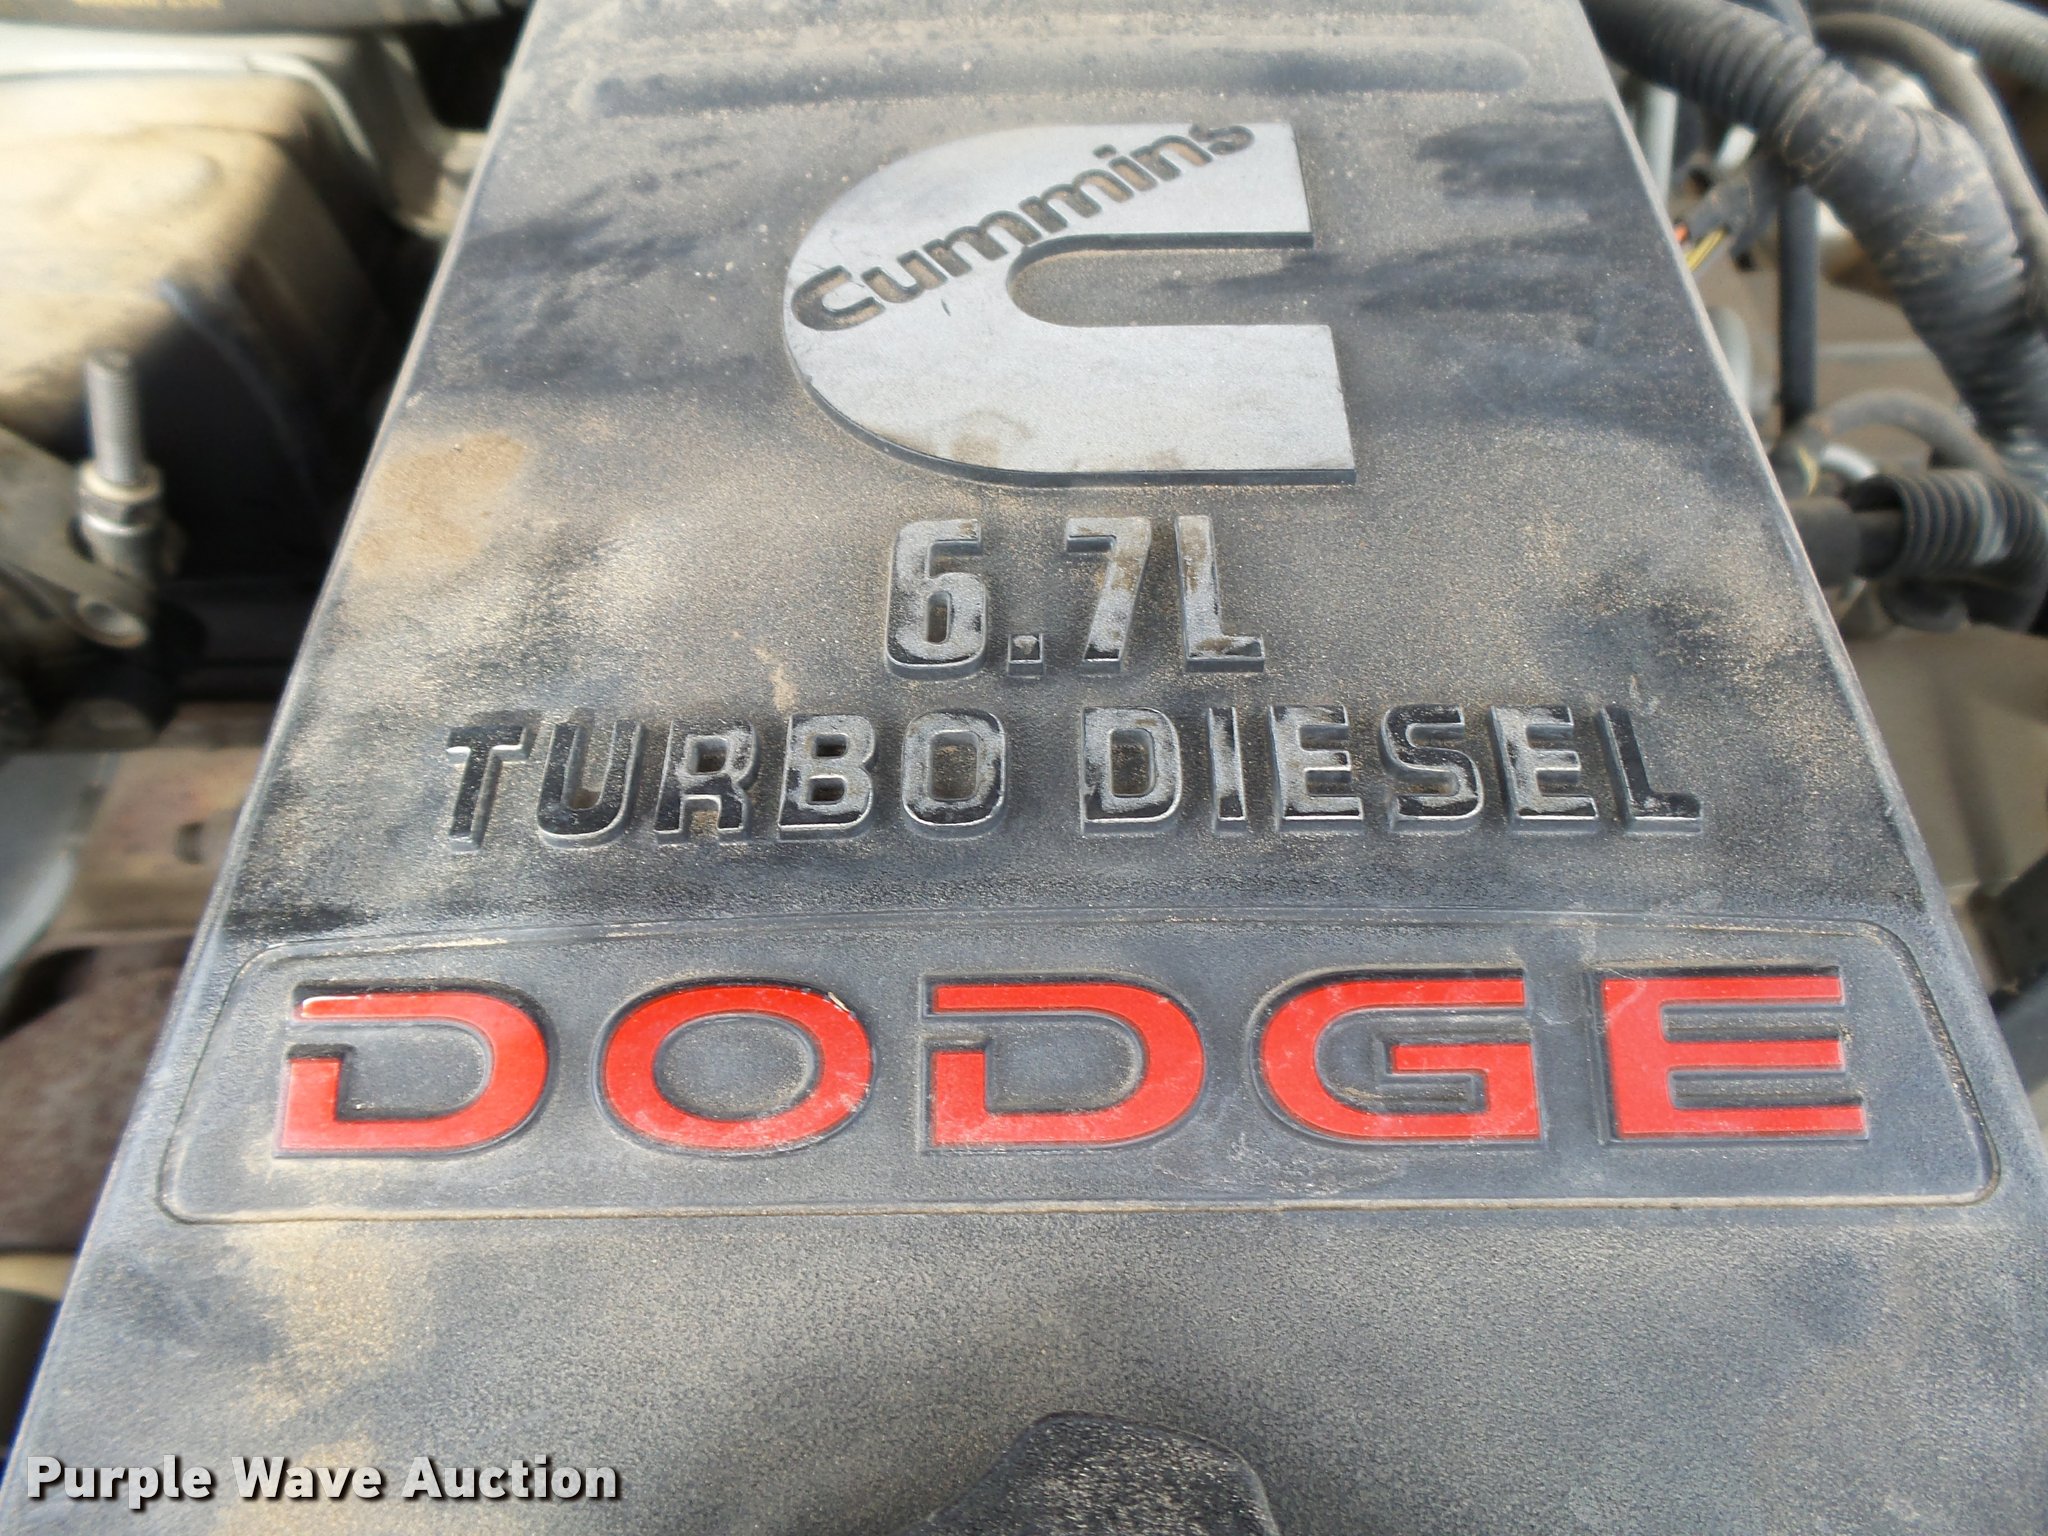 Cummins
6.7L
TURBO DIESEL
DODGE
Purple Wave Auction